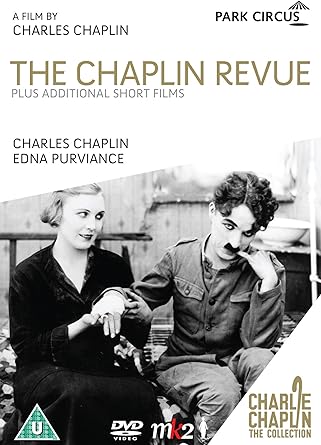 A FILM BY
CHARLES CHAPLIN
PARK CIRCUS
THE CHAPLIN REVUE
PLUS ADDITIONAL SHORT FILMS
CHARLES CHAPLIN
EDNA PURVIANCE
U
DVD
VIDEO
mk2
CHARLIE
CHAPLIN
THE COLLECTION